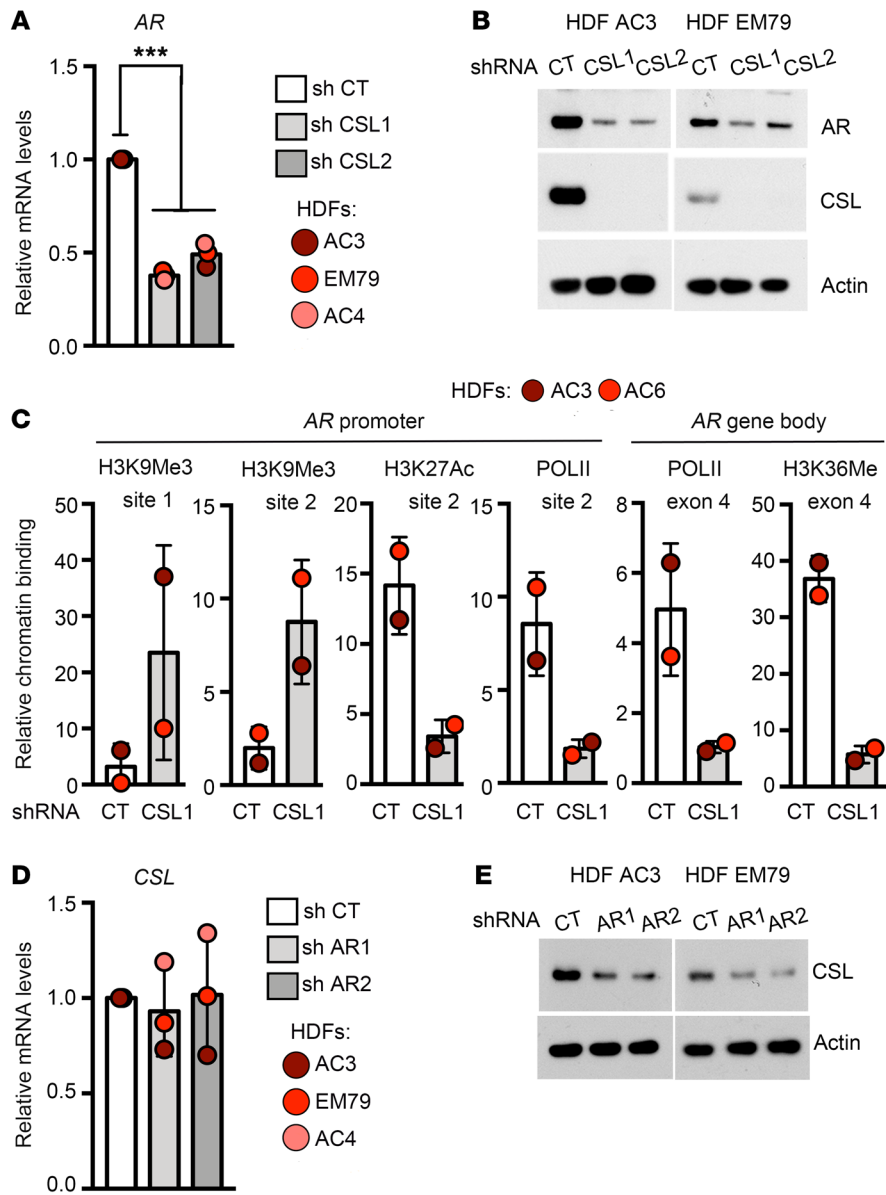 A
AR
***
Relative mRNA levels
1.5
1.0
0.5
0.0
sh CT
sh CSL1
sh CSL2
HDFs:
AC3
EM79
AC4
B
HDF AC3 HDF EM79
shRNA CT CSL1 CSL2 CT CSL1 CSL2
AR
CSL
Actin
HDFs: AC3 AC6
C
AR promoter AR gene body
Relative chromatin binding
H3K9Me3
site 1
50
40
30
20
10
0
H3K9Me3
site 2
15
10
5
0
H3K27Ac
site 2
20
15
10
5
0
POLII
site 2
15
10
5
0
POLII
exon 4
8
6
4
2
0
H3K36Me
exon 4
50
40
30
20
10
0
shRNA CT CSL1 CT CSL1 CT CSL1 CT CSL1 CT CSL1 CT CSL1
D
CSL
Relative mRNA levels
1.5
1.0
0.5
0.0
sh CT
sh AR1
sh AR2
HDFs:
AC3
EM79
AC4
E
HDF AC3 HDF EM79
shRNA CT AR1 AR2 CT AR1 AR2
CSL
Actin